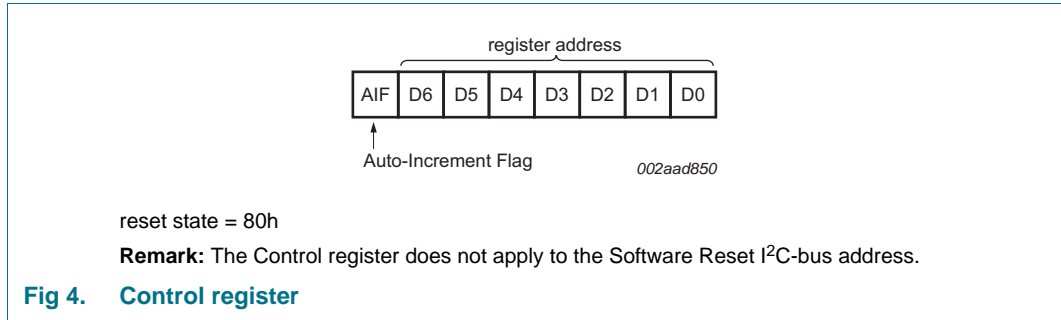 register address
AIF D6 D5 D4 D3 D2 D1 D0
Auto-Increment Flag
002aad850
reset state = 80h
Remark: The Control register does not apply to the Software Reset I2C-bus address.
Fig 4. Control register